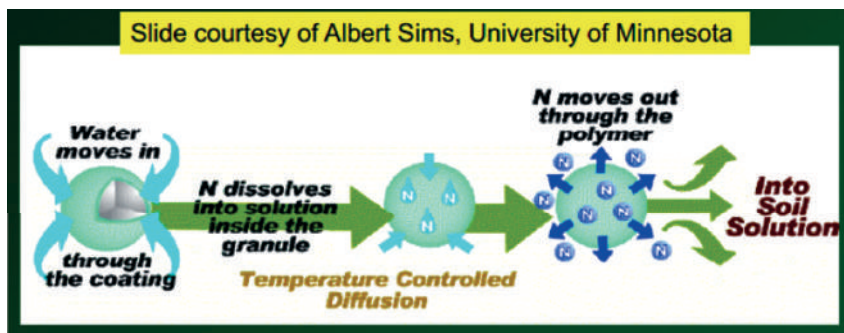 Slide courtesy of Albert Sims, University of Minnesota
Water
moves in
through
the coating
N dissolves
into solution
inside the
granule
Temperature Controlled
Diffusion
N
N
N
N moves out
through the
polymer
N
N
N
N
N
N
N
N
N
N
Into
Soil
Solution